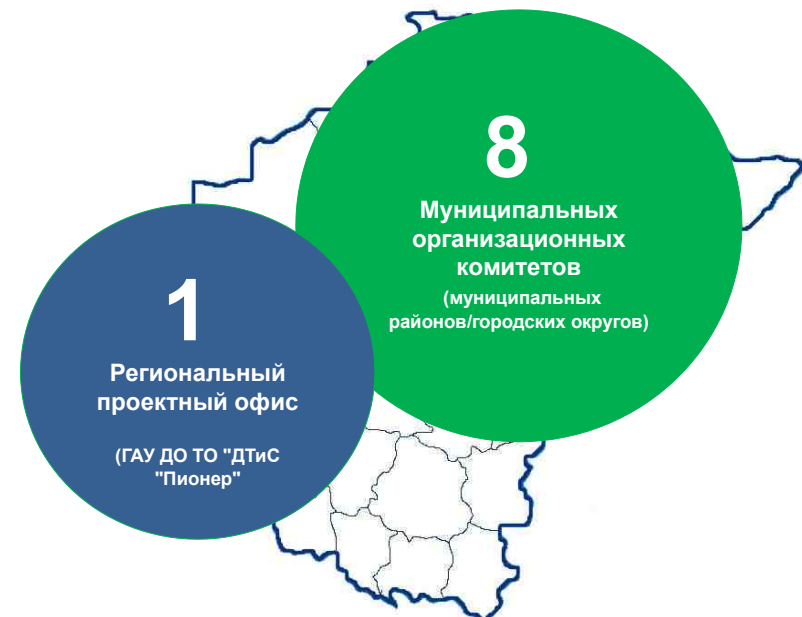 8
Муниципальных
организационных
комитетов
(муниципальных
районов/городских округов)
1
Региональный
проектный офис
(ГАУ ДО ТО "ДТиС
"Пионер"